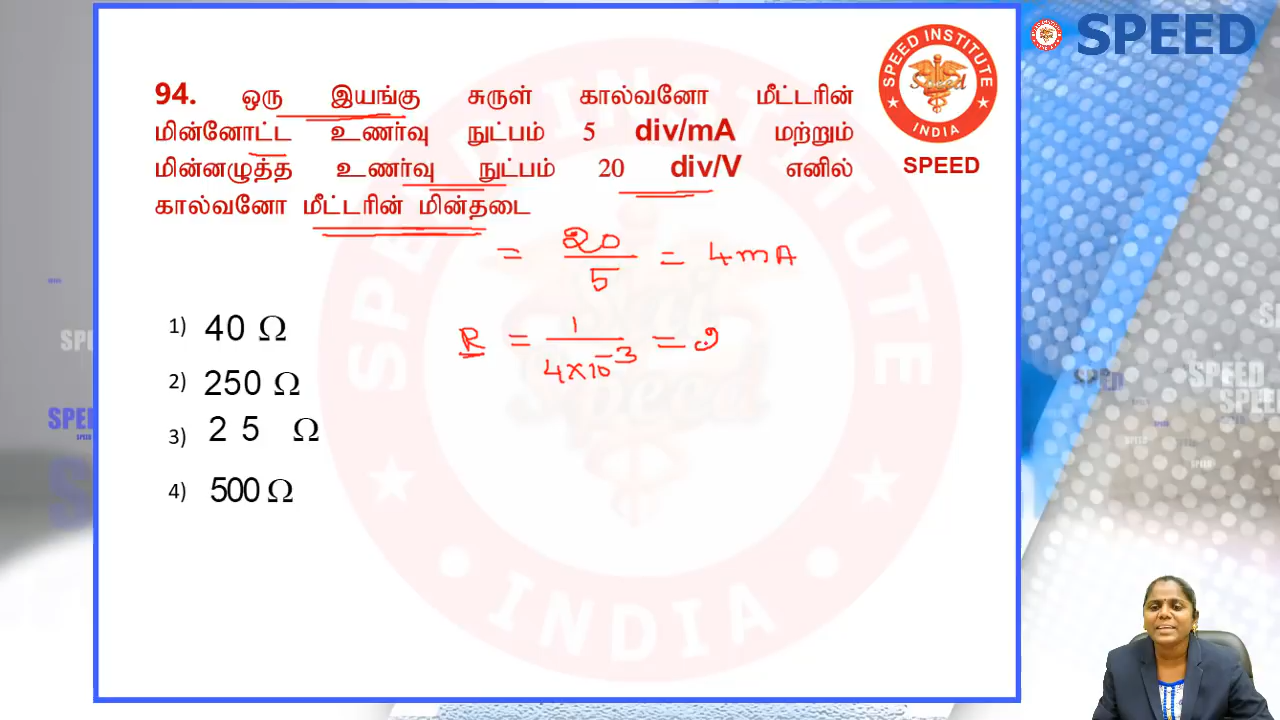 SPEED
SPEED INSTITUTE
Speed
INDIA
SPEED
94. ஒரு இயங்கு சுருள் கால்வனோ மீட்டரின்
மின்னோட்ட உணர்வு நுட்பம் 5 div/mA மற்றும்
மின்னழுத்த உணர்வு நுட்பம் 20 div/V எனில்
கால்வனோ மீட்டரின் மின்தடை
= 20/5 = 4mA
R = 1/4×10⁻³ = 2
1) 40 Ω
2) 250 Ω
3) 2 5 Ω
4) 500 Ω